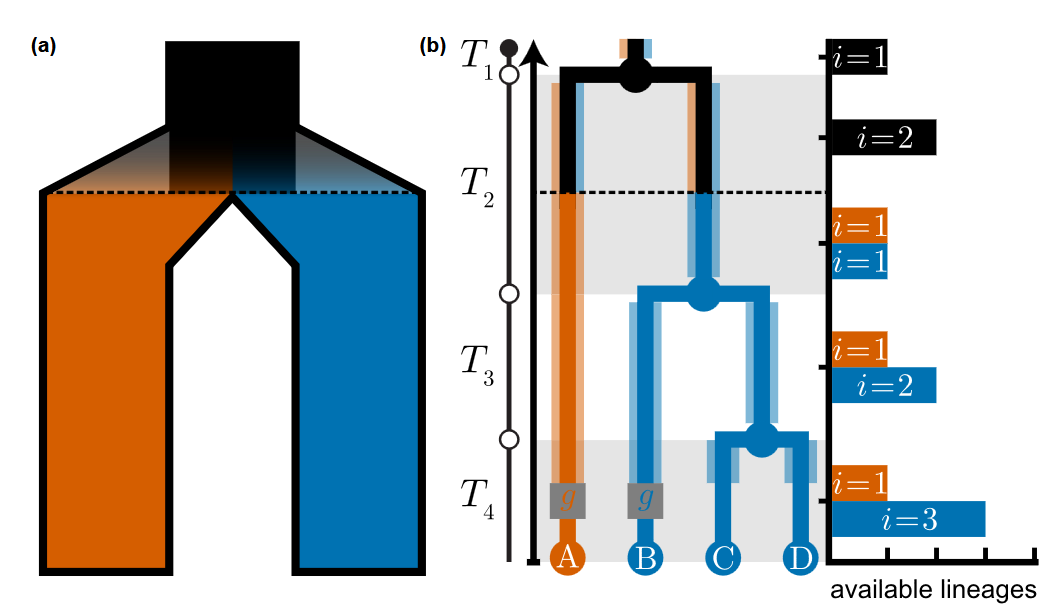 (a)
(b)
T1
i=1
i=2
T2
i=1
i=1
T3
i=1
i=2
T4
g
g
i=1
i=3
A
B
C
D
available lineages